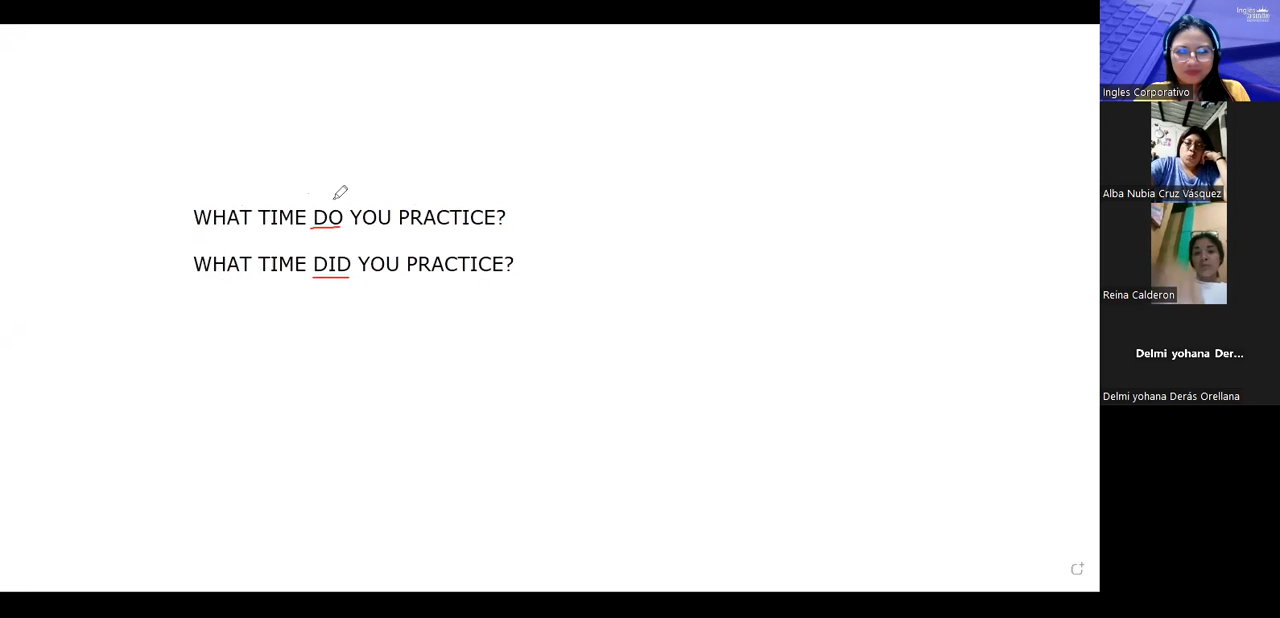 WHAT TIME DO YOU PRACTICE?
WHAT TIME DID YOU PRACTICE?
Ingles
Ingles Corporativo
Alba Nubia Cruz Vásquez
Reina Calderon
Delmi yohana Der...
Delmi yohana Derás Orellana